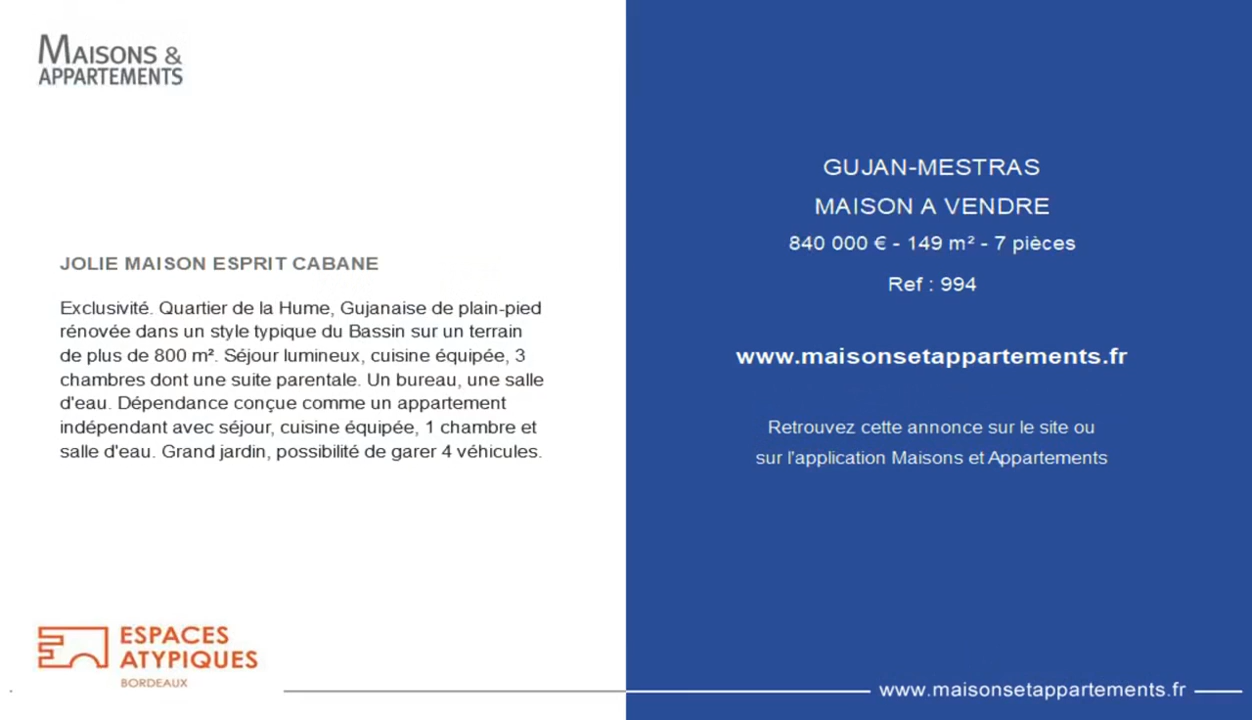 MAISONS &
APPARTEMENTS
JOLIE MAISON ESPRIT CABANE
Exclusivité. Quartier de la Hume, Gujanaise de plain-pied
rénovée dans un style typique du Bassin sur un terrain
de plus de 800 m². Séjour lumineux, cuisine équipée, 3
chambres dont une suite parentale. Un bureau, une salle
d'eau. Dépendance conçue comme un appartement
indépendant avec séjour, cuisine équipée, 1 chambre et
salle d'eau. Grand jardin, possibilité de garer 4 véhicules.
ESPACES
ATYPIQUES
BORDEAUX
GUJAN-MESTRAS
MAISON A VENDRE
840 000 € - 149 m² - 7 pièces
Ref : 994
www.maisonsetappartements.fr
Retrouvez cette annonce sur le site ou
sur l'application Maisons et Appartements
www.maisonsetappartements.fr